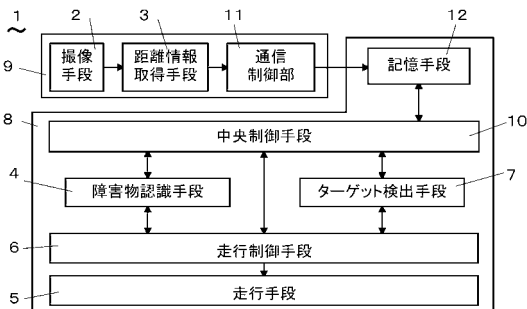 1
2
3
11
12
9
撮像
手段
距離情報
取得手段
通信
制御部
記憶手段
8
中央制御手段
10
4
障害物認識手段
ターゲット検出手段
7
6
走行制御手段
5
走行手段